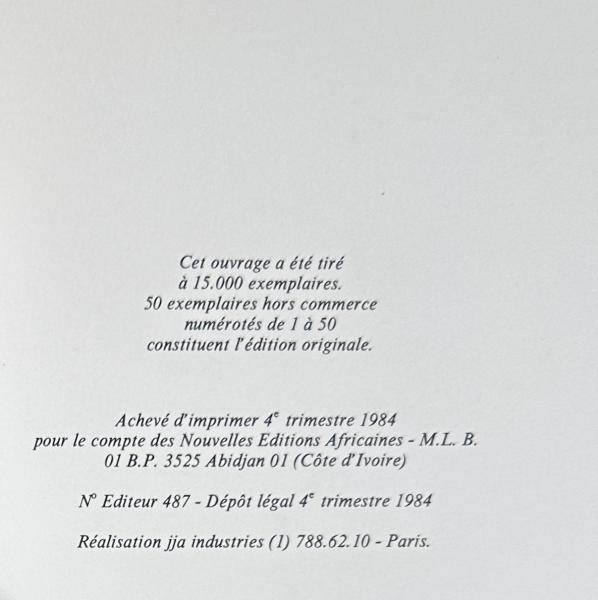 Cet ouvrage a été tiré
à 15.000 exemplaires.
50 exemplaires hors commerce
numérotés de 1 à 50
constituent l'édition originale.
Achevé d'imprimer 4e trimestre 1984
pour le compte des Nouvelles Editions Africaines - M.L. B.
01 B.P. 3525 Abidjan 01 (Côte d'Ivoire)
N° Editeur 487 - Dépôt légal 4e trimestre 1984
Réalisation jja industries (1) 788.62.10 - Paris.